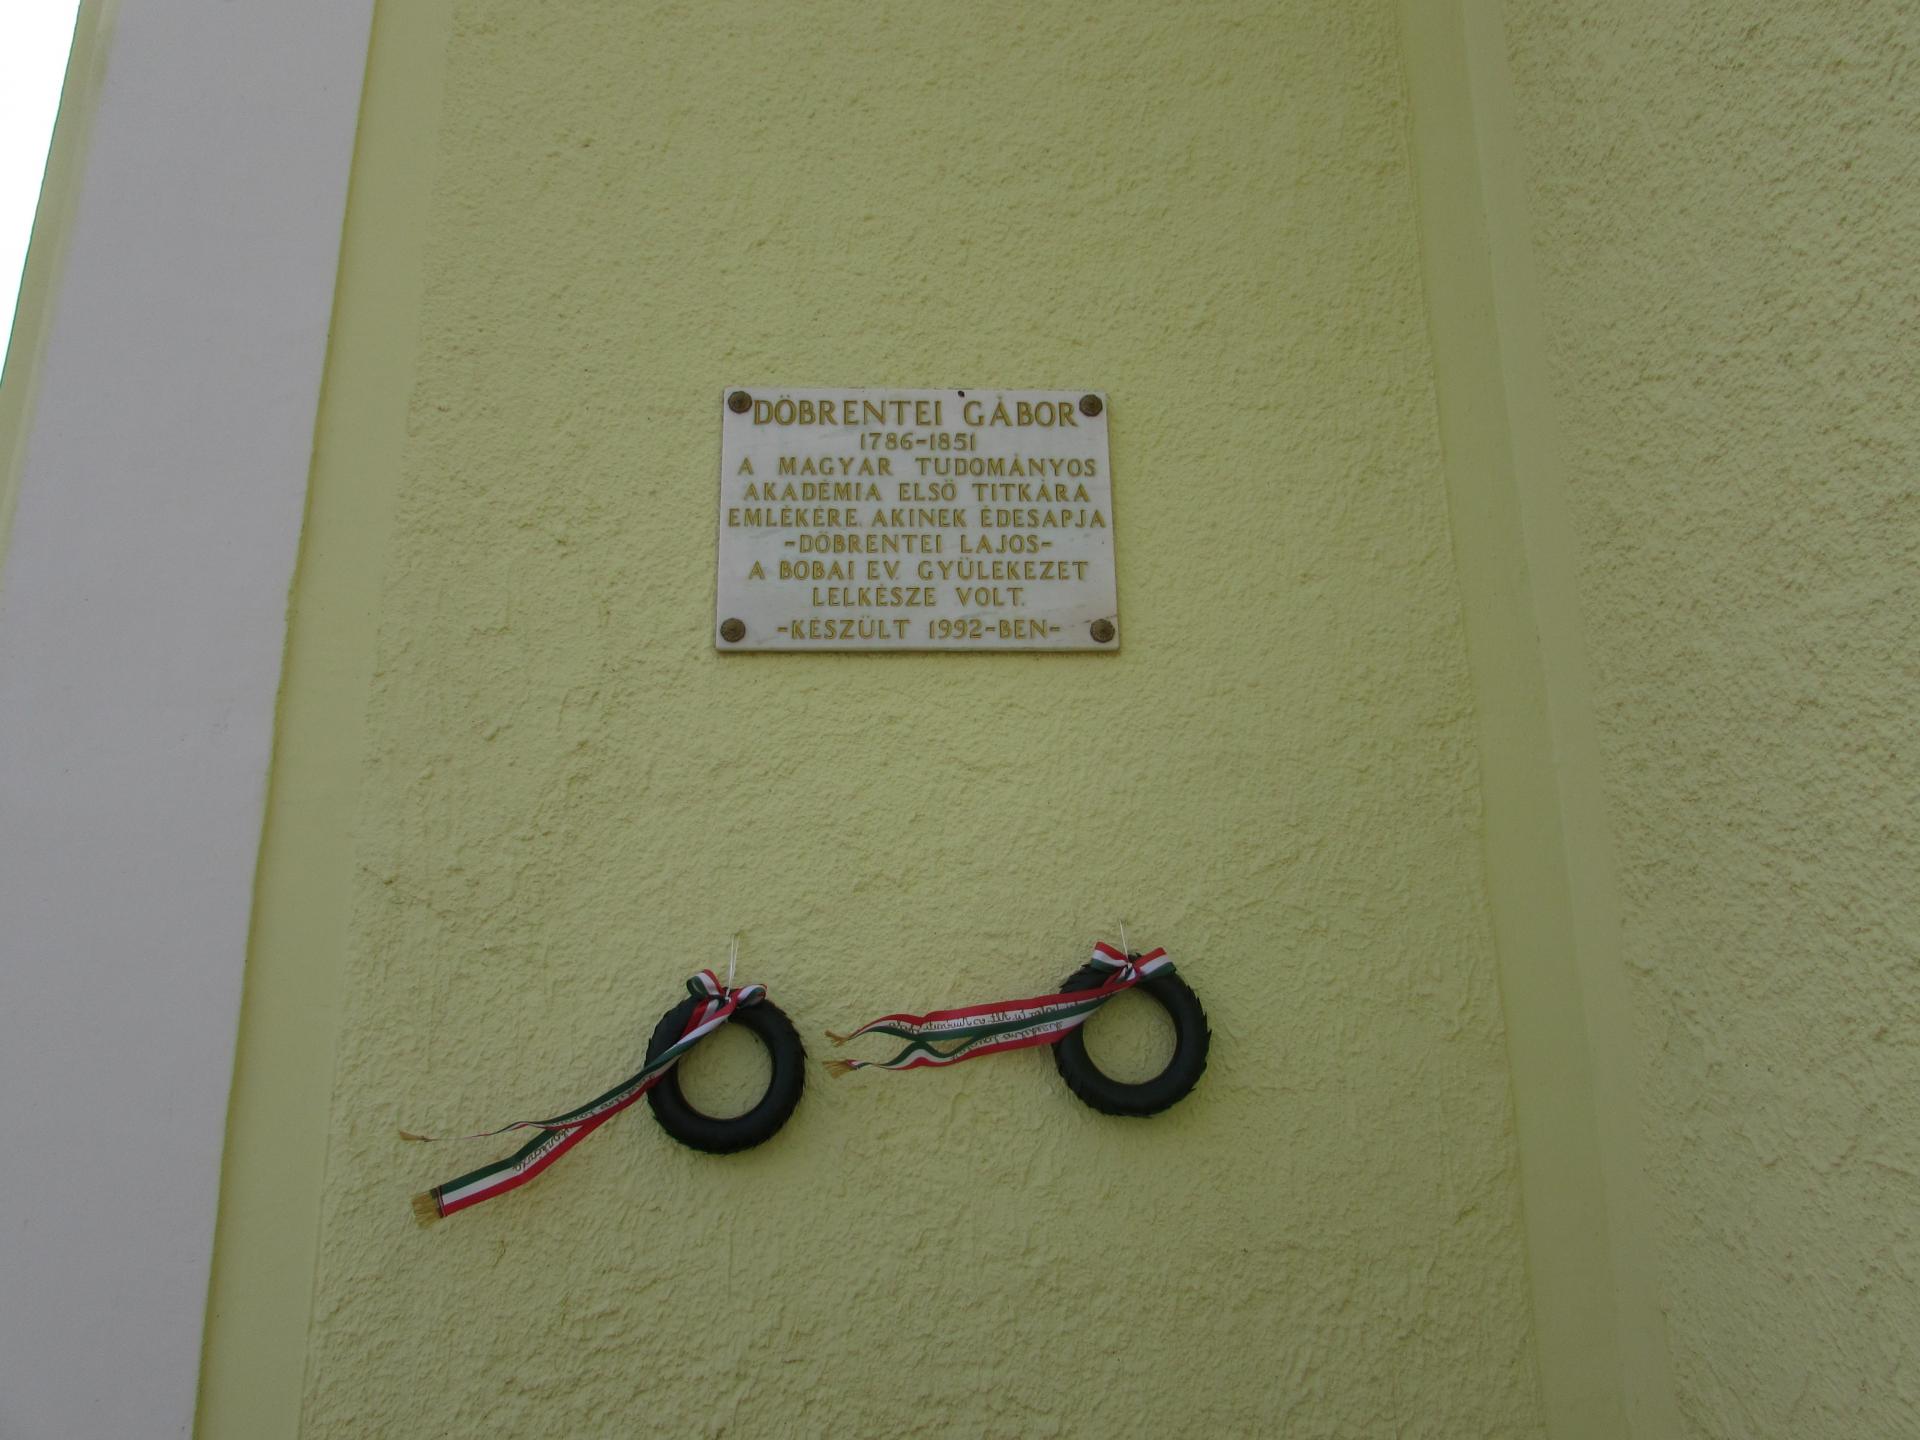 DÖBRENTEI GÁBOR
1786-1851
A MAGYAR TUDOMÁNYOS
AKADÉMIA ELSŐ TITKÁRA
EMLÉKÉRE, AKINEK ÉDESAPJA
-DÖBRENTEI LAJOS-
A BOBAI EV. GYÜLEKEZET
LELKÉSZE VOLT.
-KÉSZÜLT 1992-BEN-